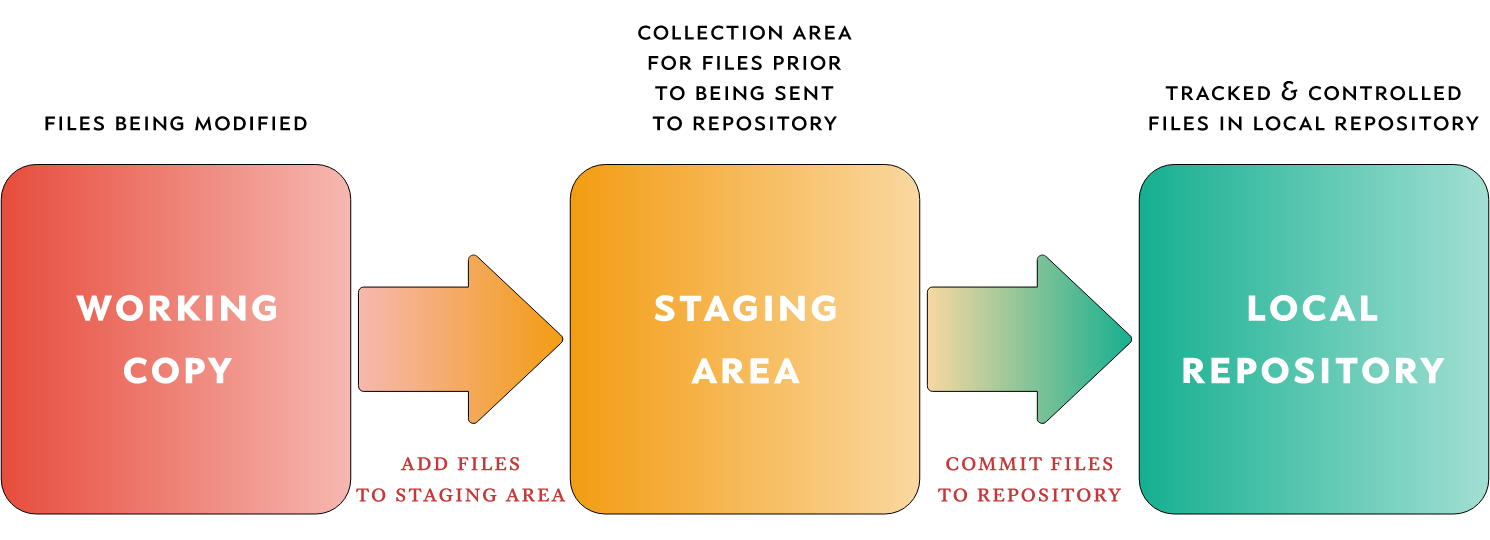 FILES BEING MODIFIED
COLLECTION AREA
FOR FILES PRIOR
TO BEING SENT
TO REPOSITORY
TRACKED & CONTROLLED
FILES IN LOCAL REPOSITORY
WORKING
COPY
ADD FILES
TO STAGING AREA
STAGING
AREA
COMMIT FILES
TO REPOSITORY
LOCAL
REPOSITORY